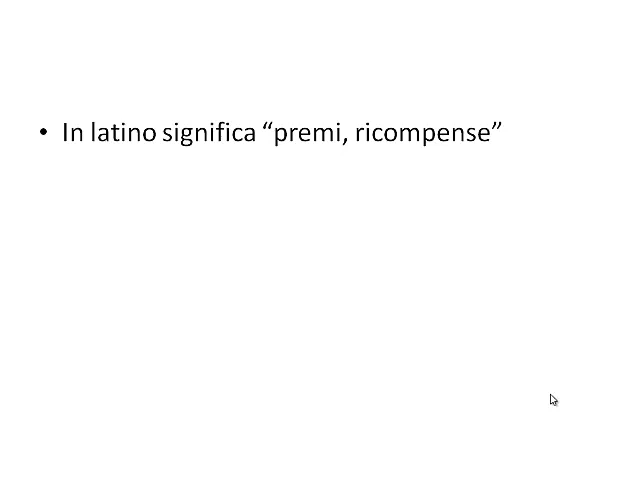 • In latino significa “premi, ricompense”